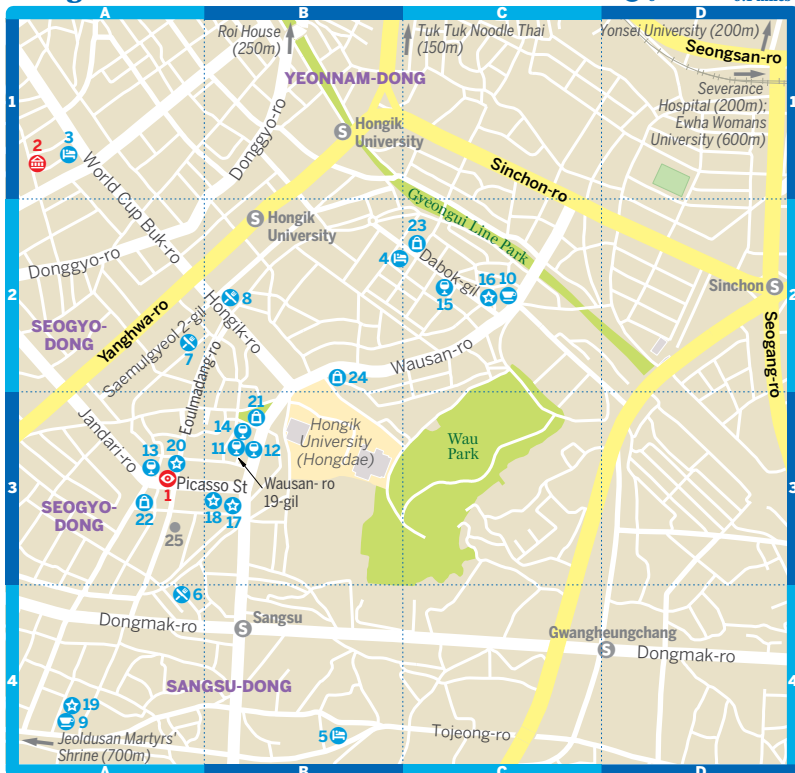 A
B
C
D
Roi House
(250m)
Tuk Tuk Noodle Thai
(150m)
Yonsei University (200m)
Seongsan-ro
YEONNAM-DONG
Severance
Hospital (200m);
Ewha Womans
University (600m)
1
1
Hongik
University
2
3
World Cup Buk-ro
Donggyo-ro
Sinchon-ro
Gyeongui Line Park
Hongik
University
23
4
Dabok-gil
16
10
15
Donggyo-ro
Sinchon
2
2
8
Hongik-ro
SEOGYO-
DONG
Yanghwa-ro
Saemulgyeol 2-gil
7
Eoulmadang-ro
Wausan-ro
Seogang-ro
24
21
14
Hongik
University
(Hongdae)
Wau
Park
Jandari-ro
13
20
11
12
1
Picasso St
Wausan- ro
19-gil
3
3
SEOGYO-
DONG
22
18
17
25
6
Dongmak-ro
Sangsu
Gwangheungchang
Dongmak-ro
4
4
SANGSU-DONG
19
9
5
Tojeong-ro
Jeoldusan Martyrs'
Shrine (700m)
A
B
C
D